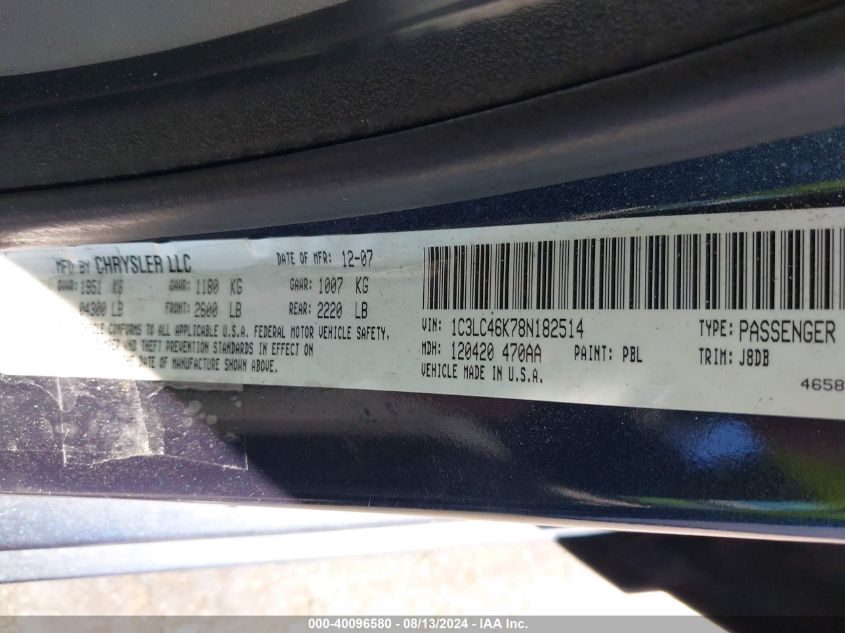 MFD BY CHRYSLER LLC DATE OF MFR: 12-07
GVWR: 1951 KG GAWR: 1180 KG GAWR: 1007 KG
04300 LB FRONT: 2600 LB REAR: 2220 LB
VEHICLE CONFORMS TO ALL APPLICABLE U.S.A. FEDERAL MOTOR VEHICLE SAFETY,
AND THEFT PREVENTION STANDARDS IN EFFECT ON
DATE OF MANUFACTURE SHOWN ABOVE.
VIN: 1C3LC46K78N182514 TYPE: PASSENGER
MDH: 120420 470AA PAINT: PBL TRIM: J8DB
VEHICLE MADE IN U.S.A.
4658
000-40096580 - 08/13/2024 - IAA Inc.